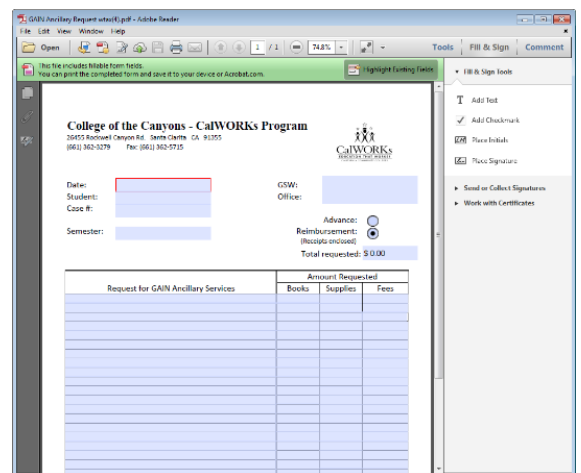 GAIN Ancillary Request wtax(4).pdf - Adobe Reader
File Edit View Window Help
Open 1 / 1 74.8% Tools Fill & Sign Comment
This file includes fillable form fields.
You can print the completed form and save it to your device or Acrobat.com.
Highlight Existing Fields
Fill & Sign Tools
T Add Text
Add Checkmark
Place Initials
Place Signature
Send or Collect Signatures
Work with Certificates
College of the Canyons - CalWORKs Program
26455 Rockwell Canyon Rd. Santa Clarita CA 91355
(661) 362-3279 Fax: (661) 362-5715
CalWORKs
Date: GSW:
Student: Office:
Case #:
Advance:
Semester: Reimbursement:
(Receipts enclosed)
Total requested: $ 0.00
Amount Requested
Request for GAIN Ancillary Services Books Supplies Fees